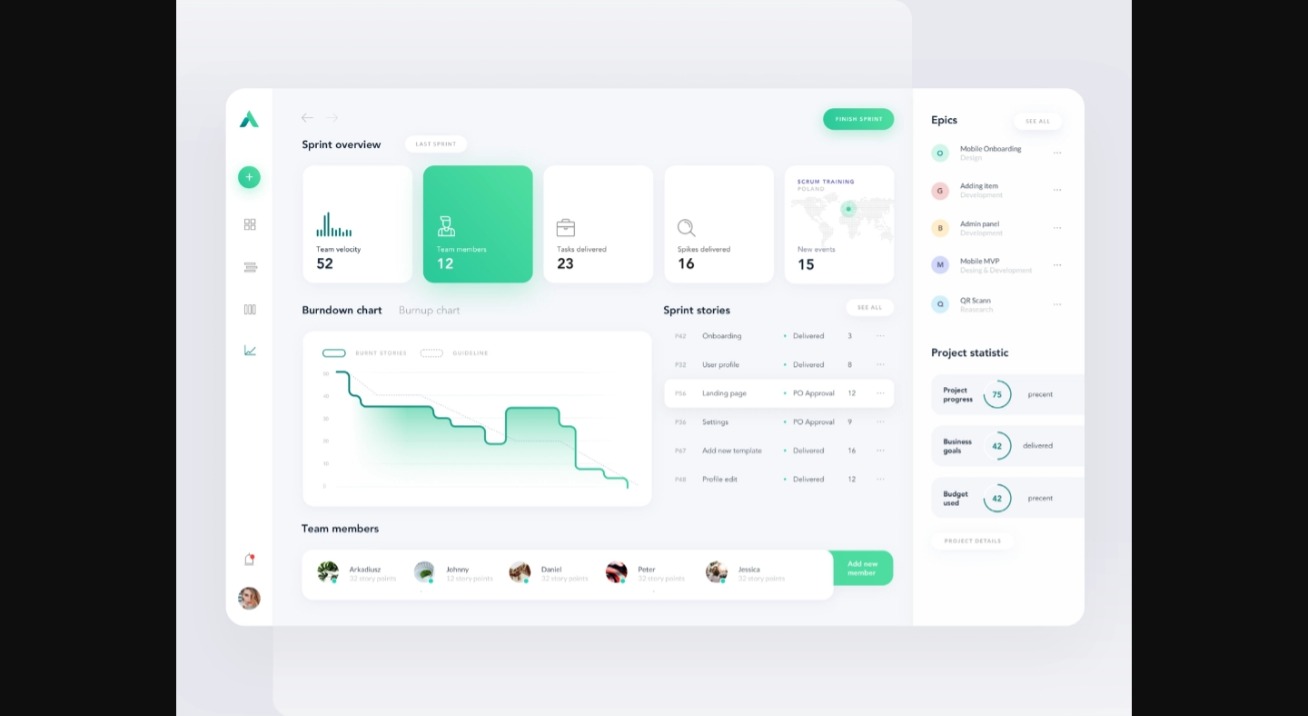 FINISH SPRINT
Sprint overview
LAST SPRINT
Team velocity
52
Team members
12
Tasks delivered
23
Spikes delivered
16
SCRUM TRAINING
POLAND
New events
15
Burndown chart
Burnup chart
BURNT STORIES
GUIDELINE
40
30
20
10
0
Sprint stories
SEE ALL
P42 Onboarding Delivered 3
P32 User profile Delivered 8
P56 Landing page PO Approval 12
P36 Settings PO Approval 9
P67 Add new template Delivered 16
P48 Profile edit Delivered 12
Team members
Arkadiusz
32 story points
Johnny
12 story points
Daniel
32 story points
Peter
32 story points
Jessica
32 story points
Add new
member
Epics
SEE ALL
O
Mobile Onboarding
Design
G
Adding item
Development
B
Admin panel
Development
M
Mobile MVP
Desing & Development
Q
QR Scann
Reasearch
Project statistic
Project
progress
75
precent
Business
goals
42
delivered
Budget
used
42
precent
PROJECT DETAILS